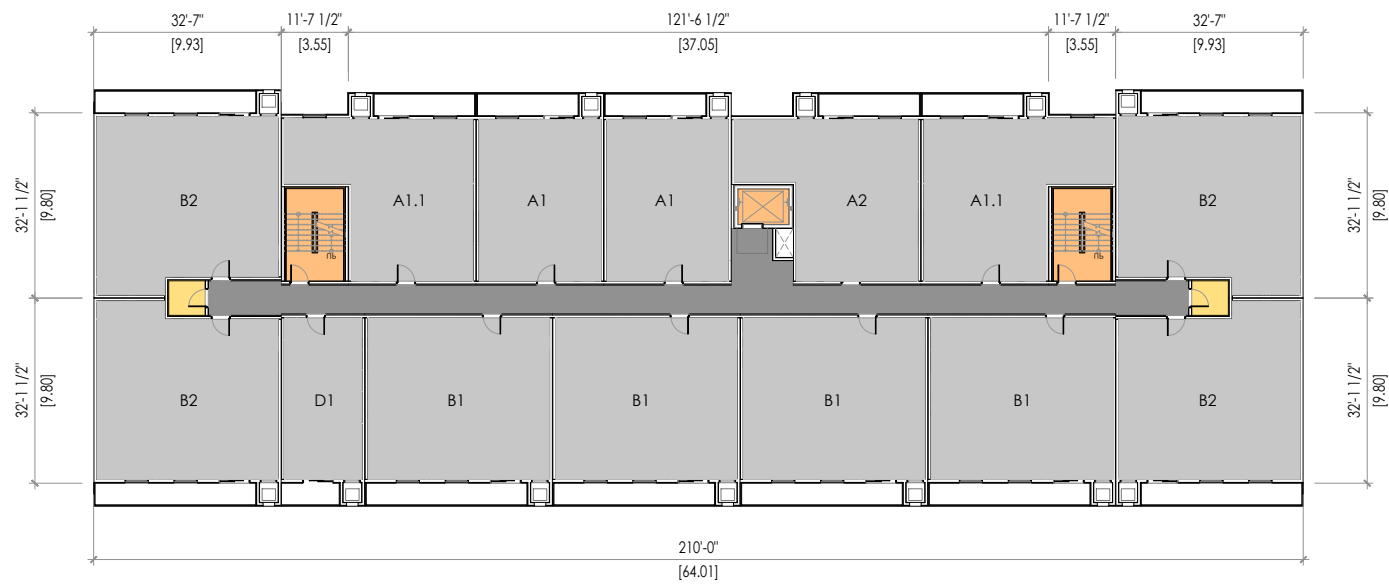 32'-7" 11'-7 1/2" 121'-6 1/2" 11'-7 1/2" 32'-7"
[9.93] [3.55] [37.05] [3.55] [9.93]
32'-1 1/2" [9.80]
B2 A1.1 A1 A1 A2 A1.1 B2
32'-1 1/2" [9.80]
UP UP
32'-1 1/2" [9.80]
B2 D1 B1 B1 B1 B1 B2
32'-1 1/2" [9.80]
210'-0"
[64.01]